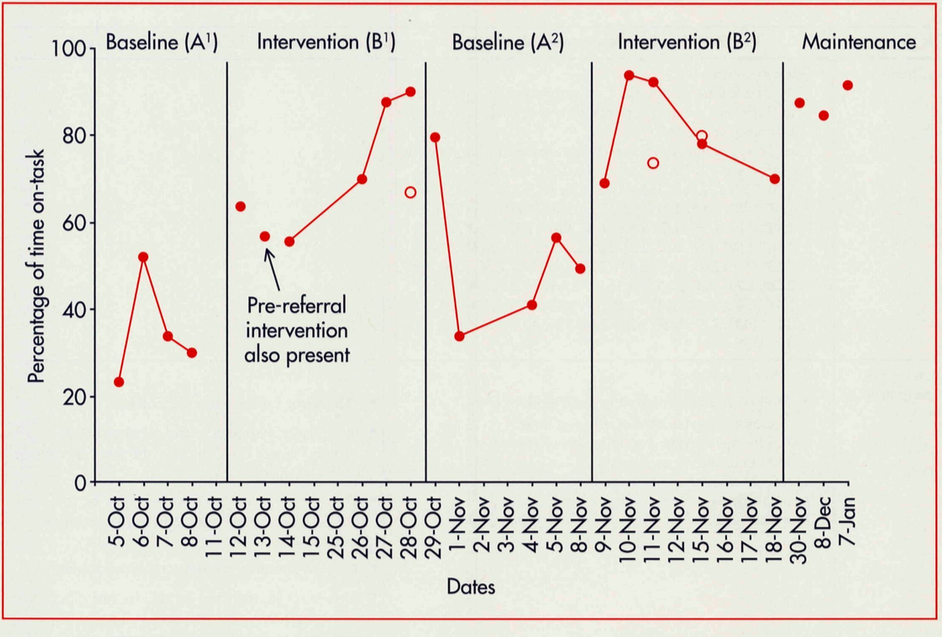 Baseline (A¹)
Intervention (B¹)
Baseline (A²)
Intervention (B²)
Maintenance
Percentage of time on-task
100
80
60
40
20
0
Pre-referral
intervention
also present
5-Oct
6-Oct
7-Oct
8-Oct
11-Oct
12-Oct
13-Oct
14-Oct
15-Oct
25-Oct
26-Oct
27-Oct
28-Oct
29-Oct
1-Nov
2-Nov
3-Nov
4-Nov
5-Nov
8-Nov
9-Nov
10-Nov
11-Nov
12-Nov
15-Nov
16-Nov
17-Nov
18-Nov
30-Nov
8-Dec
7-Jan
Dates